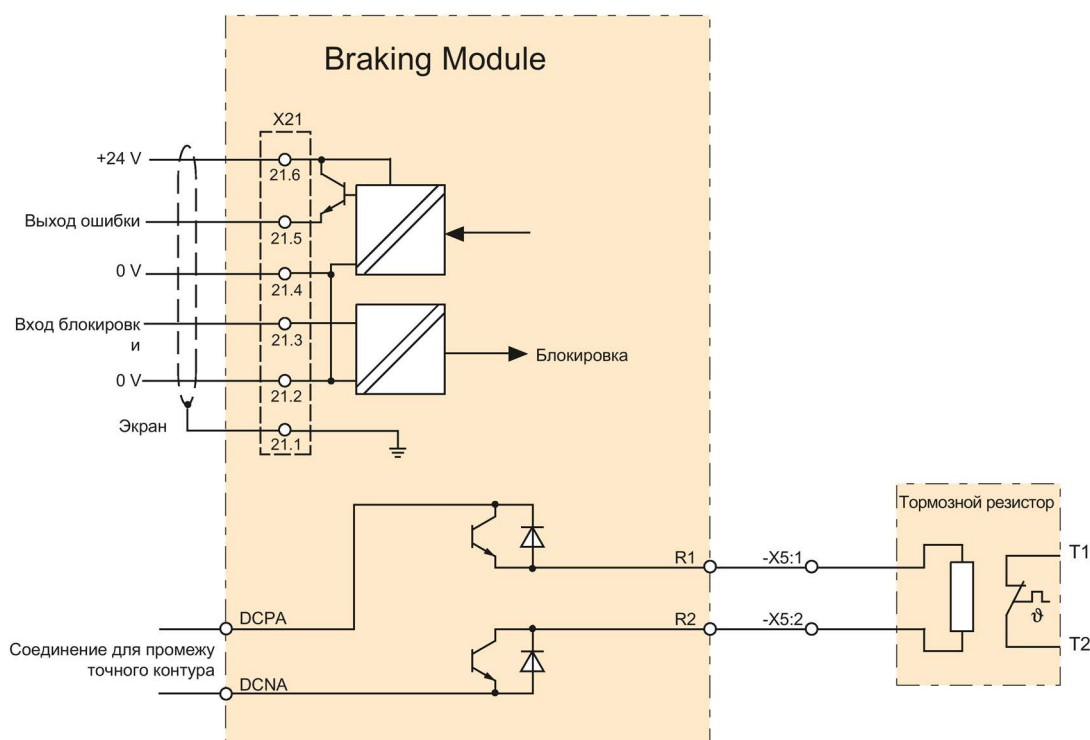 Braking Module
X21
+24 V
21.6
Выход ошибки
21.5
0 V
21.4
Вход блокировк
и
21.3
Блокировка
0 V
21.2
Экран
21.1
Тормозной резистор
R1
-X5:1
T1
ϑ
DCPA
R2
-X5:2
T2
Соединение для промежу
точного контура
DCNA